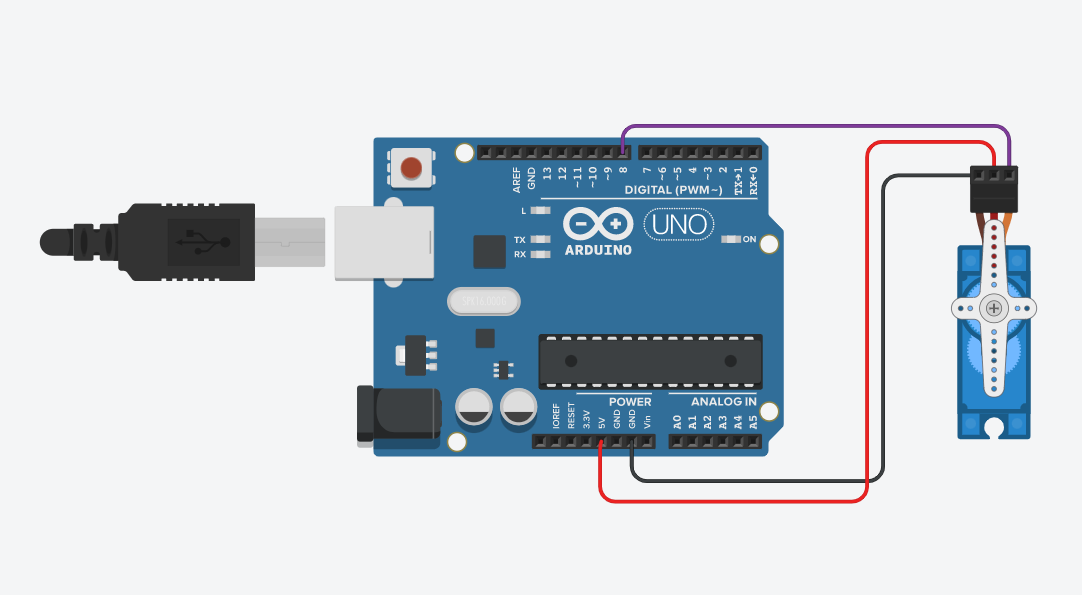 AREF
GND
13
12
~11
~10
~9
8
7
~6
~5
4
~3
2
TX→1
RX←0
DIGITAL (PWM~)
L
TX
RX
ARDUINO
UNO
ON
IOREF
RESET
3.3V
5V
GND
GND
Vin
POWER
ANALOG IN
A0
A1
A2
A3
A4
A5